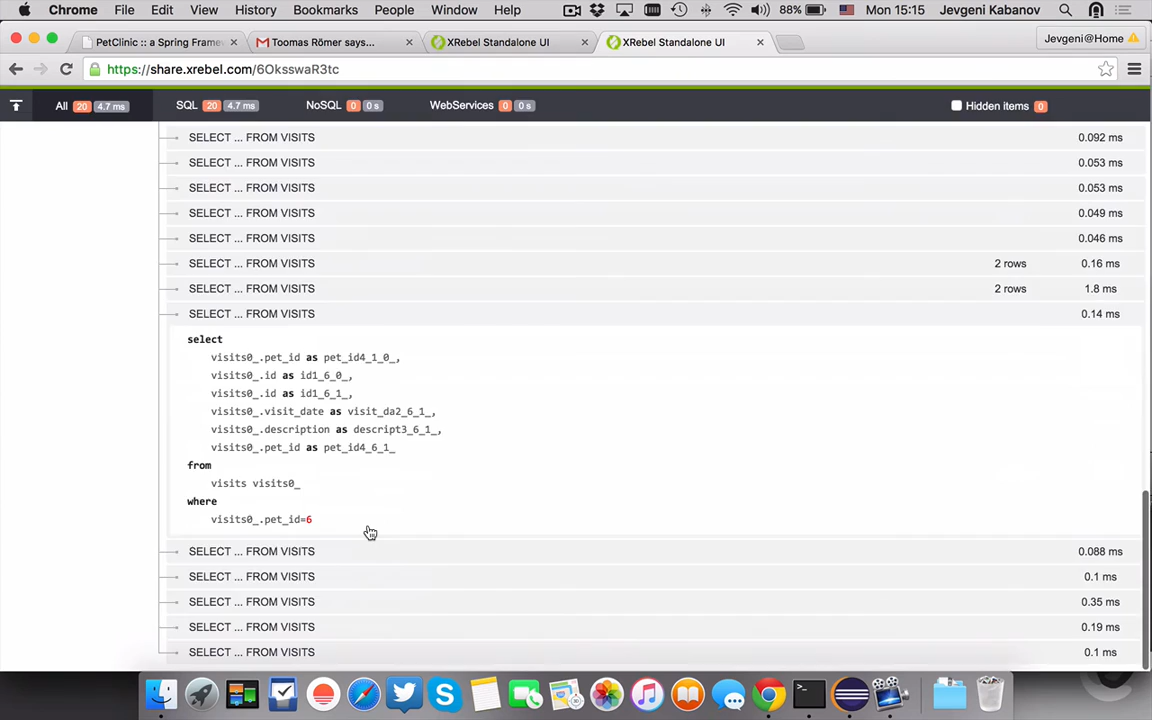 Chrome File Edit View History Bookmarks People Window Help 88% Mon 15:15 Jevgeni Kabanov
PetClinic :: a Spring Frame Toomas Römer says... XRebel Standalone UI XRebel Standalone UI Jevgeni@Home
https://share.xrebel.com/6OksswaR3tc
All 20 4.7 ms SQL 20 4.7 ms NoSQL 0 0 s WebServices 0 0 s Hidden items 0
SELECT ... FROM VISITS 0.092 ms
SELECT ... FROM VISITS 0.053 ms
SELECT ... FROM VISITS 0.053 ms
SELECT ... FROM VISITS 0.049 ms
SELECT ... FROM VISITS 0.046 ms
SELECT ... FROM VISITS 2 rows 0.16 ms
SELECT ... FROM VISITS 2 rows 1.8 ms
SELECT ... FROM VISITS 0.14 ms
select
visits0_.pet_id as pet_id4_1_0_,
visits0_.id as id1_6_0_,
visits0_.id as id1_6_1_,
visits0_.visit_date as visit_da2_6_1_,
visits0_.description as descript3_6_1_,
visits0_.pet_id as pet_id4_6_1_
from
visits visits0_
where
visits0_.pet_id=6
SELECT ... FROM VISITS 0.088 ms
SELECT ... FROM VISITS 0.1 ms
SELECT ... FROM VISITS 0.35 ms
SELECT ... FROM VISITS 0.19 ms
SELECT ... FROM VISITS 0.1 ms